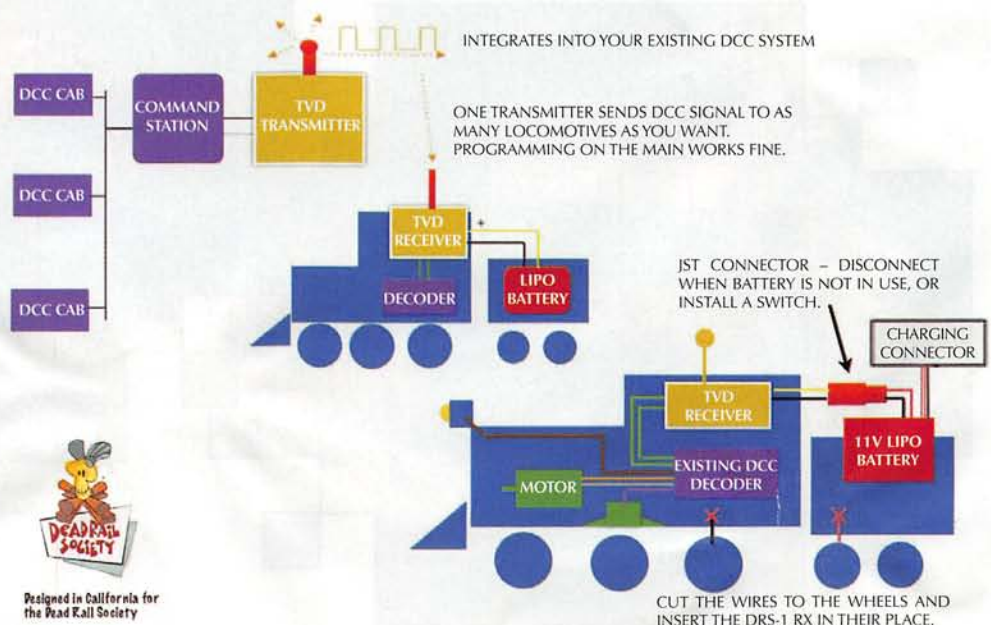 INTEGRATES INTO YOUR EXISTING DCC SYSTEM
DCC CAB
COMMAND
STATION
TVD
TRANSMITTER
ONE TRANSMITTER SENDS DCC SIGNAL TO AS
MANY LOCOMOTIVES AS YOU WANT.
PROGRAMMING ON THE MAIN WORKS FINE.
DCC CAB
DCC CAB
TVD
RECEIVER
+
DECODER
LIPO
BATTERY
JST CONNECTOR – DISCONNECT
WHEN BATTERY IS NOT IN USE, OR
INSTALL A SWITCH.
CHARGING
CONNECTOR
TVD
RECEIVER
11V LIPO
BATTERY
EXISTING DCC
DECODER
MOTOR
DEADRAIL
SOCIETY
Designed in California for
the Dead Rail Society
CUT THE WIRES TO THE WHEELS AND
INSERT THE DRS-1 RX IN THEIR PLACE.